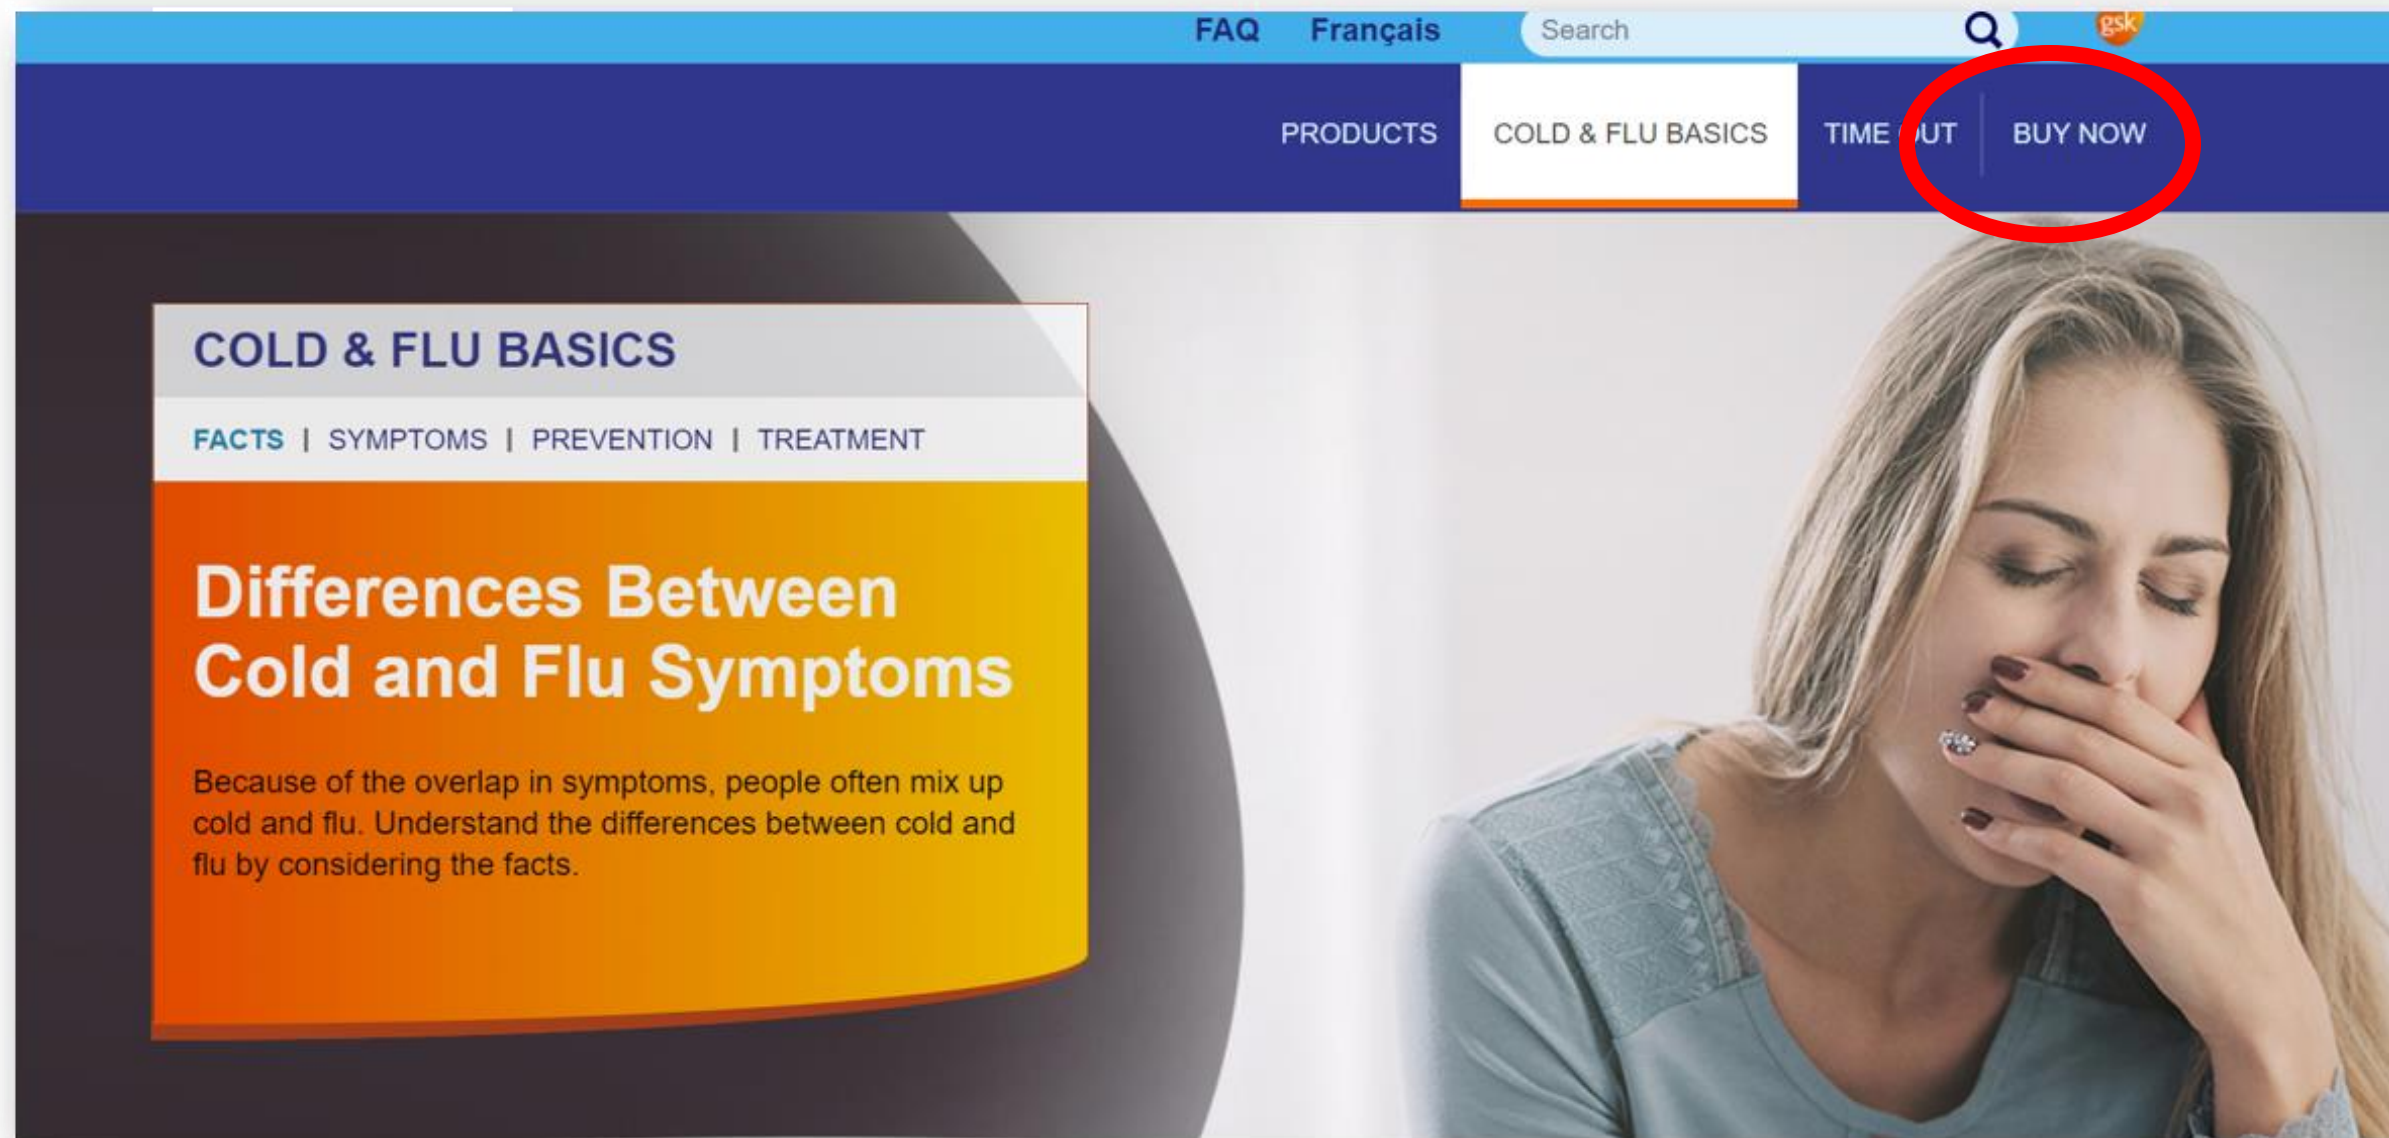 FAQ Français Search gsk
PRODUCTS COLD & FLU BASICS TIME OUT BUY NOW
COLD & FLU BASICS
FACTS | SYMPTOMS | PREVENTION | TREATMENT
Differences Between
Cold and Flu Symptoms
Because of the overlap in symptoms, people often mix up
cold and flu. Understand the differences between cold and
flu by considering the facts.